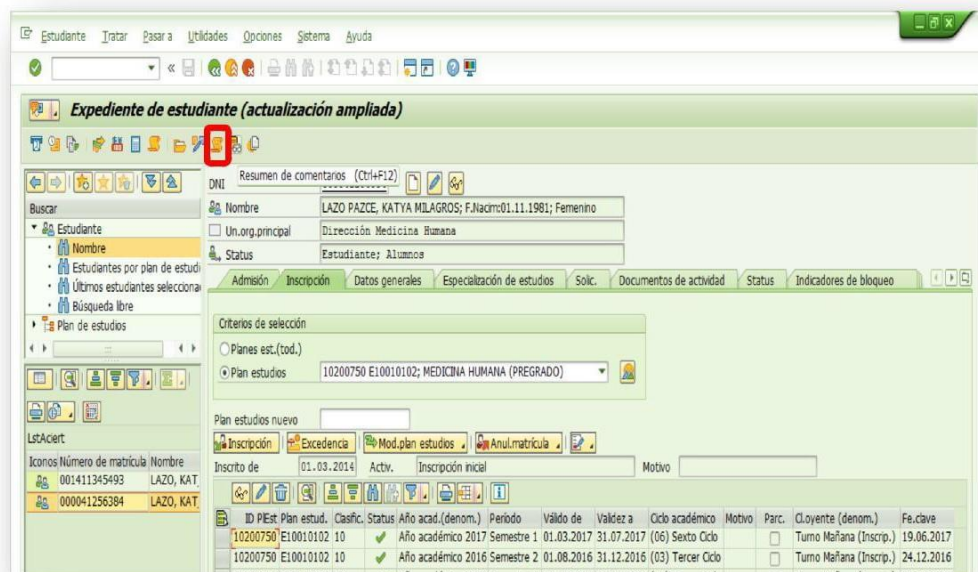 Estudiante Tratar Pasar a Utilidades Opciones Sistema Ayuda
Expediente de estudiante (actualización ampliada)
Resumen de comentarios (Ctrl+F12)
DNI
Buscar
Nombre LAZO PAZCE, KATYA MILAGROS; F.Nacim:01.11.1981; Femenino
Estudiante
Un.org.principal Dirección Medicina Humana
Nombre
Status Estudiante; Alumnos
Estudiantes por plan de estudi
Últimos estudiantes selecciona
Búsqueda libre
Plan de estudios
Admisión Inscripción Datos generales Especialización de estudios Solic. Documentos de actividad Status Indicadores de bloqueo
Criterios de selección
Planes est.(tod.)
Plan estudios 10200750 E10010102; MEDICINA HUMANA (PREGRADO)
Plan estudios nuevo
Inscripción Excedencia Mod.plan estudios Anul.matrícula
Inscrito de 01.03.2014 Activ. Inscripción inicial Motivo
LstAciert
Iconos Número de matrícula Nombre
001411345493 LAZO, KAT
000041256384 LAZO, KAT
ID PlEst Plan estud. Clasific. Status Año acad.(denom.) Período Válido de Validez a Ciclo académico Motivo Parc. Cl.oyente (denom.) Fe.clave
10200750 E10010102 10 Año académico 2017 Semestre 1 01.03.2017 31.07.2017 (06) Sexto Ciclo Turno Mañana (Inscrip.) 19.06.2017
10200750 E10010102 10 Año académico 2016 Semestre 2 01.08.2016 31.12.2016 (03) Tercer Ciclo Turno Mañana (Inscrip.) 24.12.2016